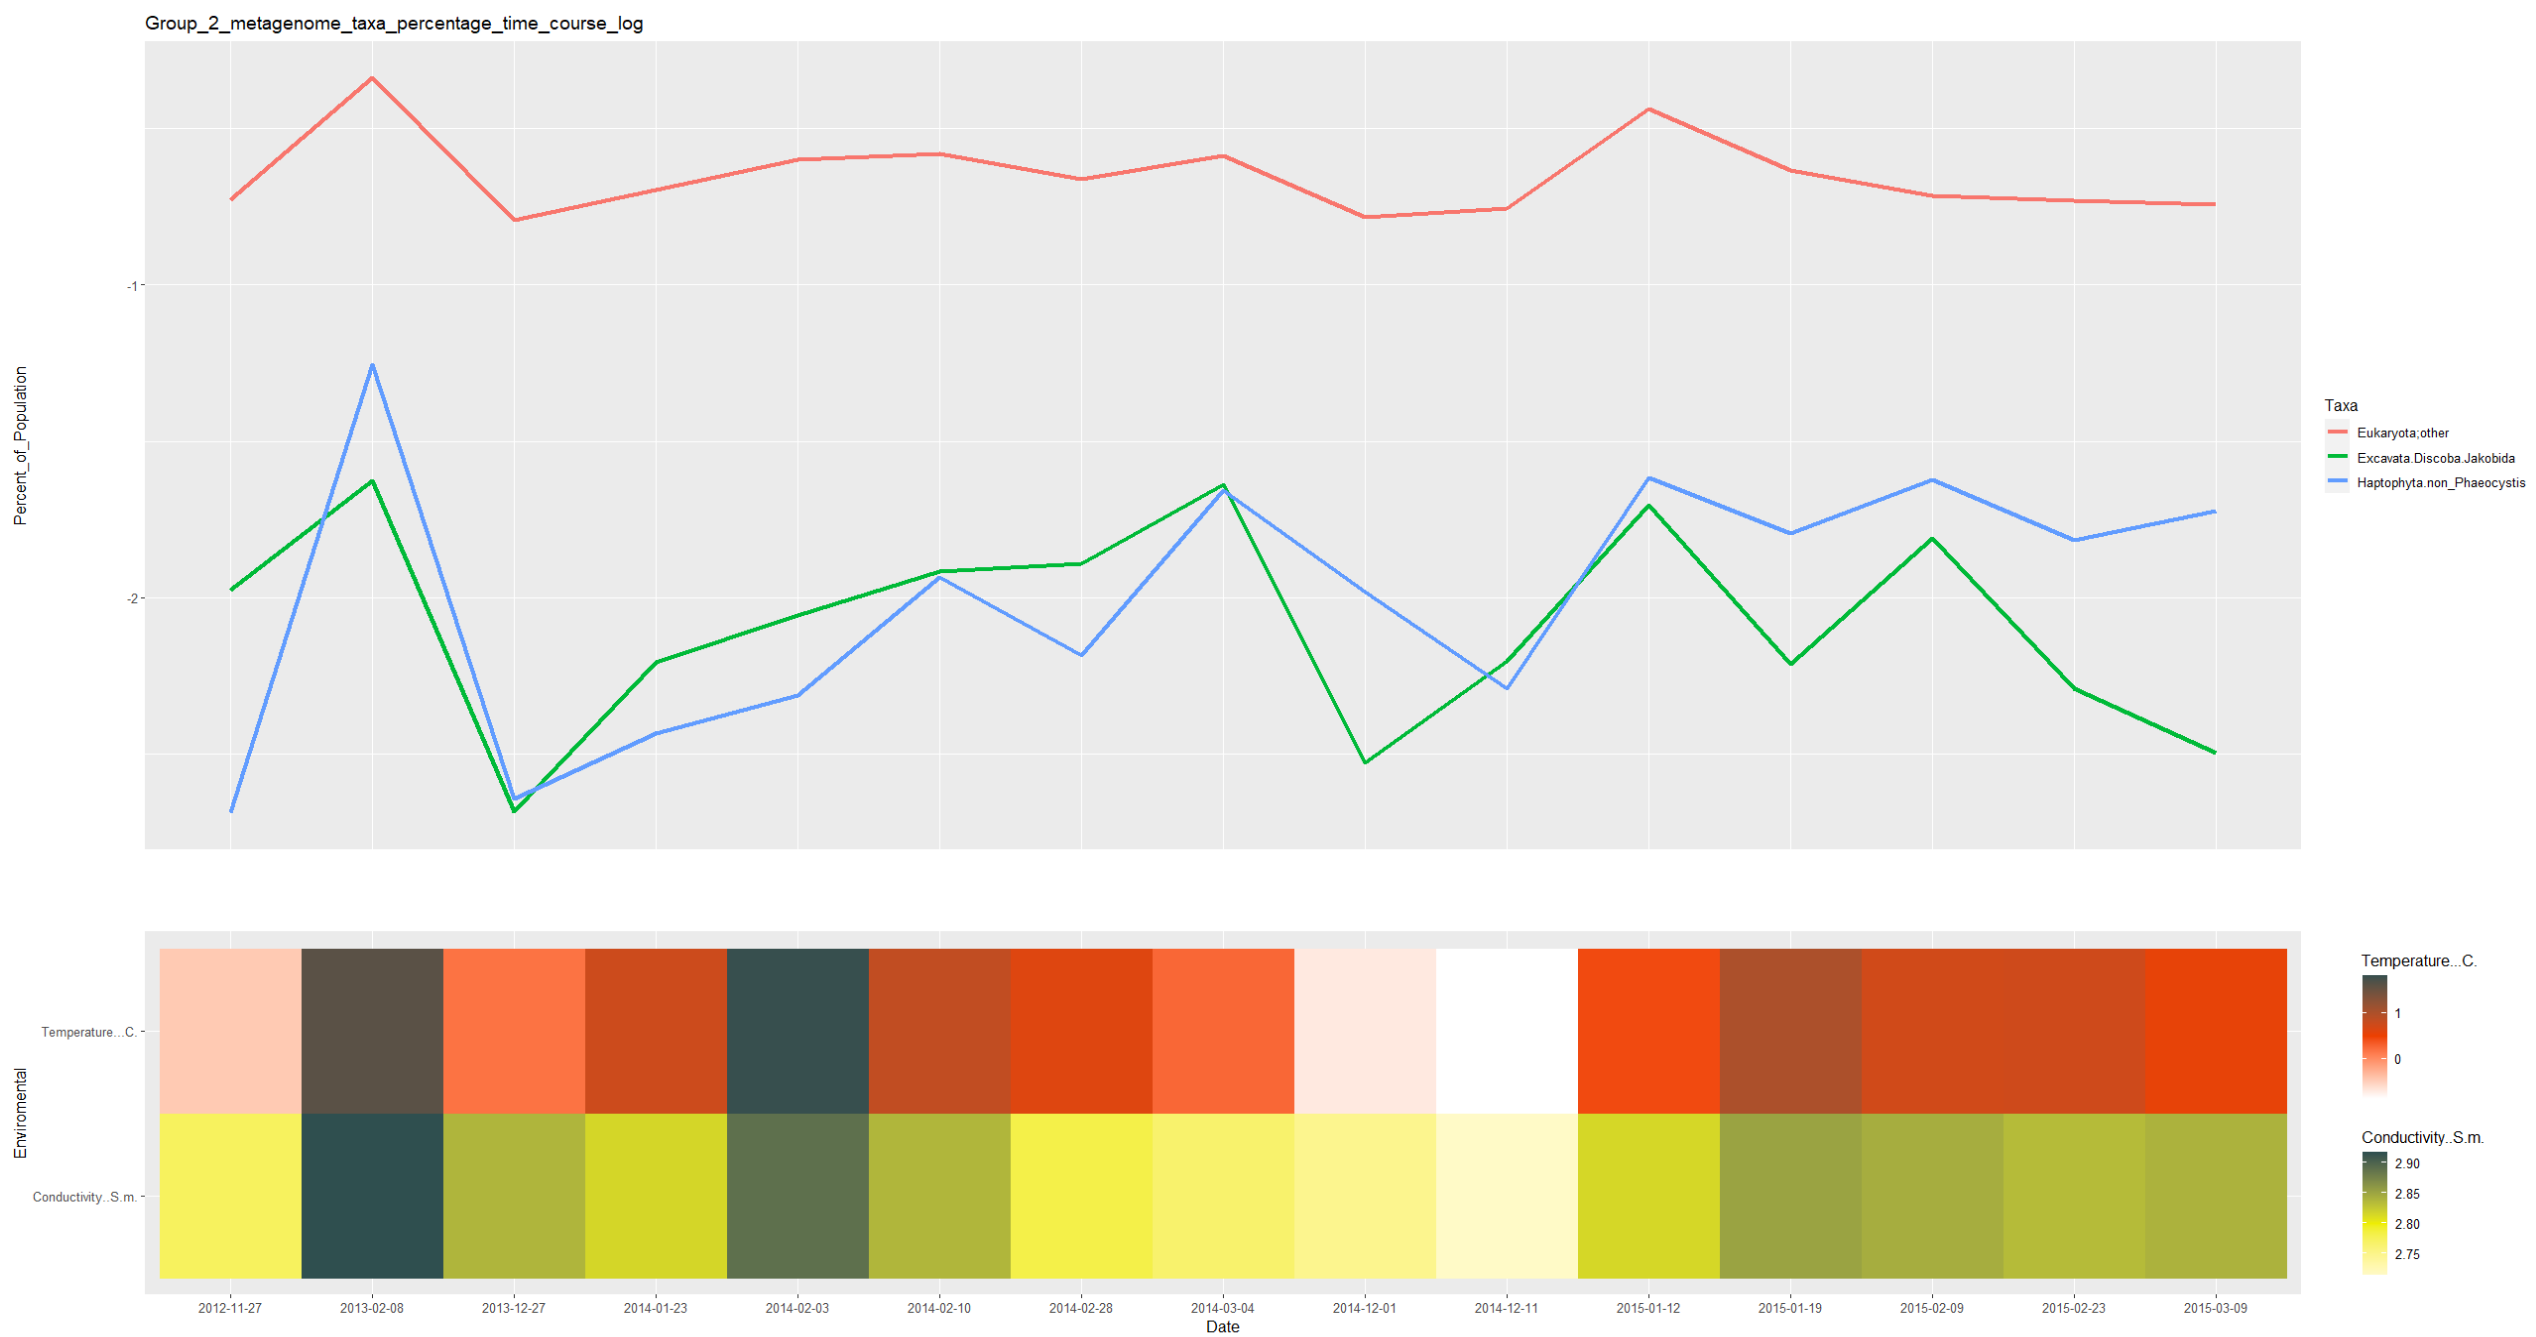 Group_2_metagenome_taxa_percentage_time_course_log
Percent_of_Population
-1
-2
Taxa
Eukaryota;other
Excavata.Discoba.Jakobida
Haptophyta.non_Phaeocystis
Enviromental
Temperature...C.
Conductivity..S.m.
Temperature...C.
1
0
Conductivity..S.m.
2.90
2.85
2.80
2.75
2012-11-27 2013-02-08 2013-12-27 2014-01-23 2014-02-03 2014-02-10 2014-02-28 2014-03-04 2014-12-01 2014-12-11 2015-01-12 2015-01-19 2015-02-09 2015-02-23 2015-03-09
Date